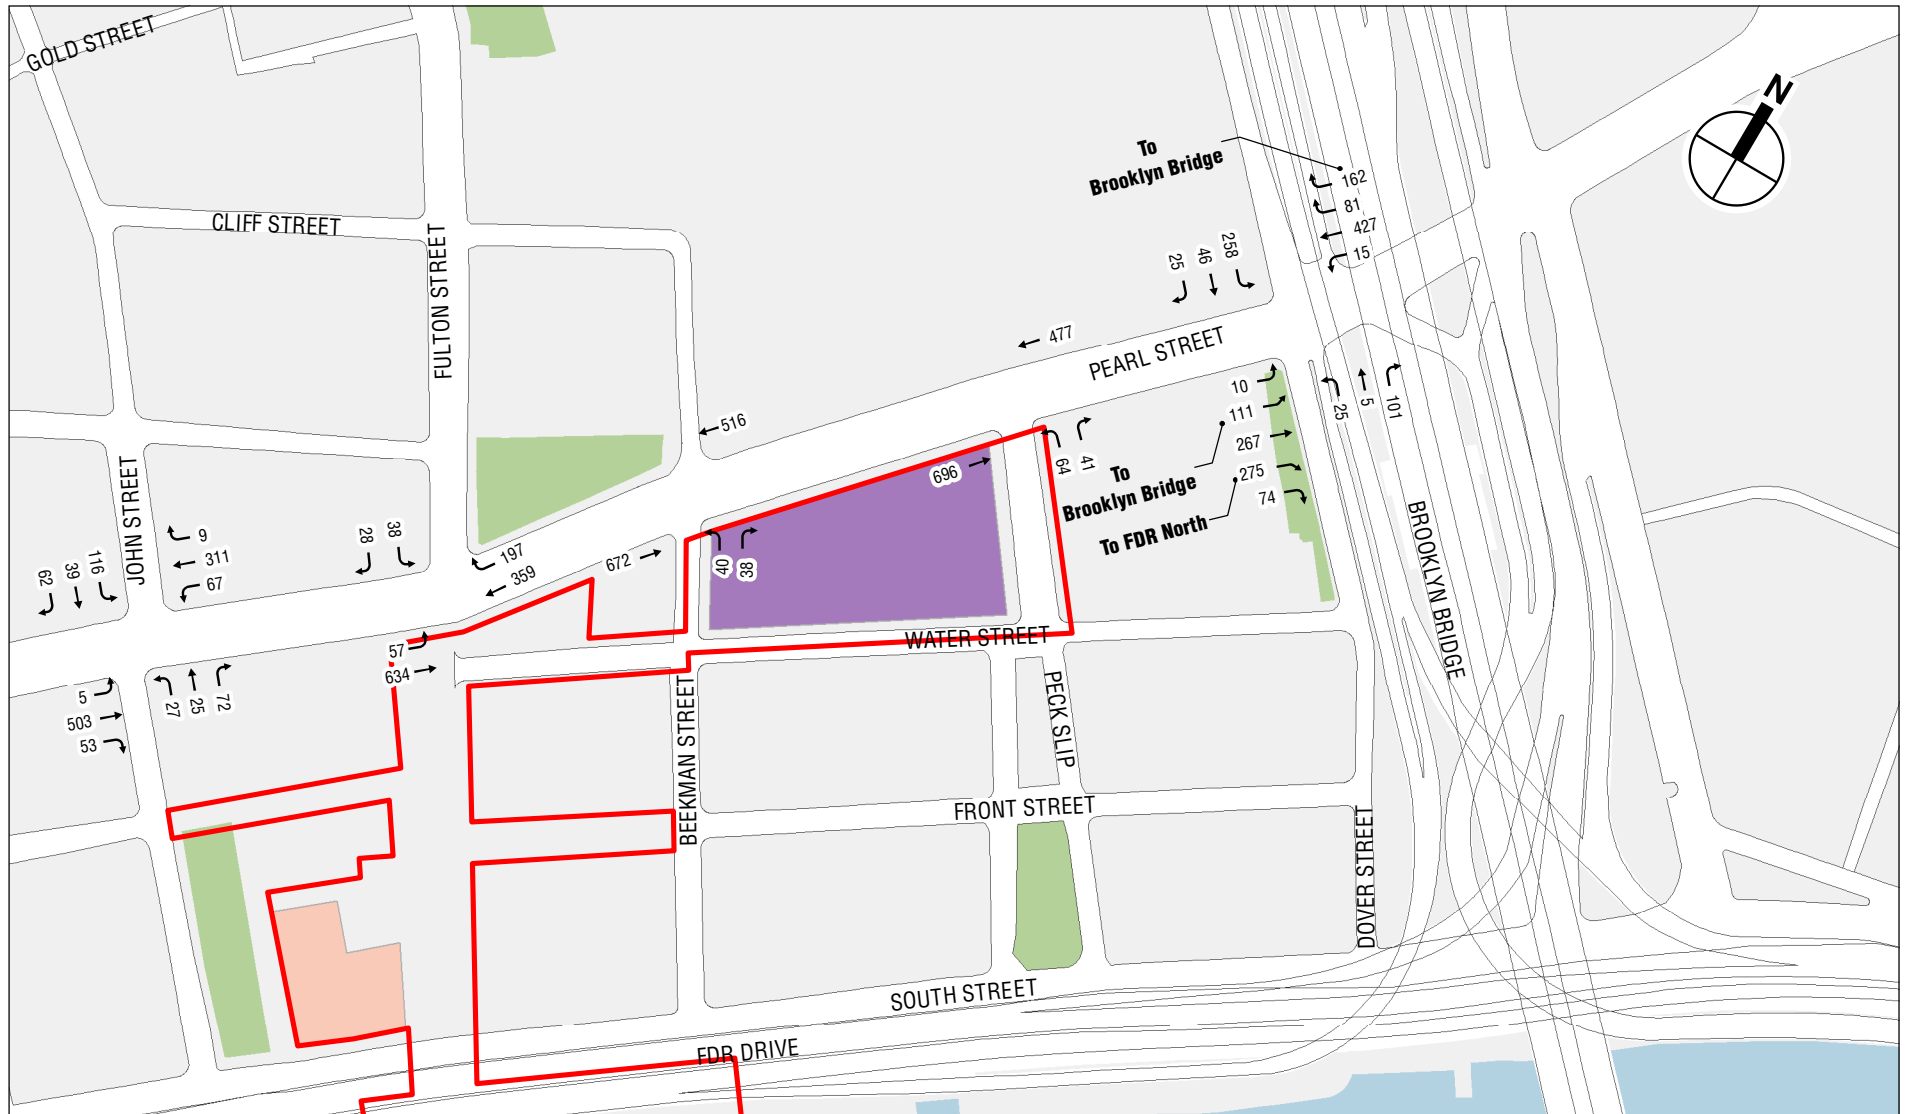 GOLD STREET
N
To
Brooklyn Bridge
162
81
427
15
CLIFF STREET
FULTON STREET
25
46
258
477
PEARL STREET
10
111
267
275
74
25
5
101
To
Brooklyn Bridge
To FDR North
516
696
64
41
JOHN STREET
9
311
67
28
38
62
39
116
197
359
672
40
38
BROOKLYN BRIDGE
57
634
WATER STREET
5
503
53
27
25
72
BEEKMAN STREET
PECK SLIP
FRONT STREET
DOVER STREET
SOUTH STREET
FDR DRIVE